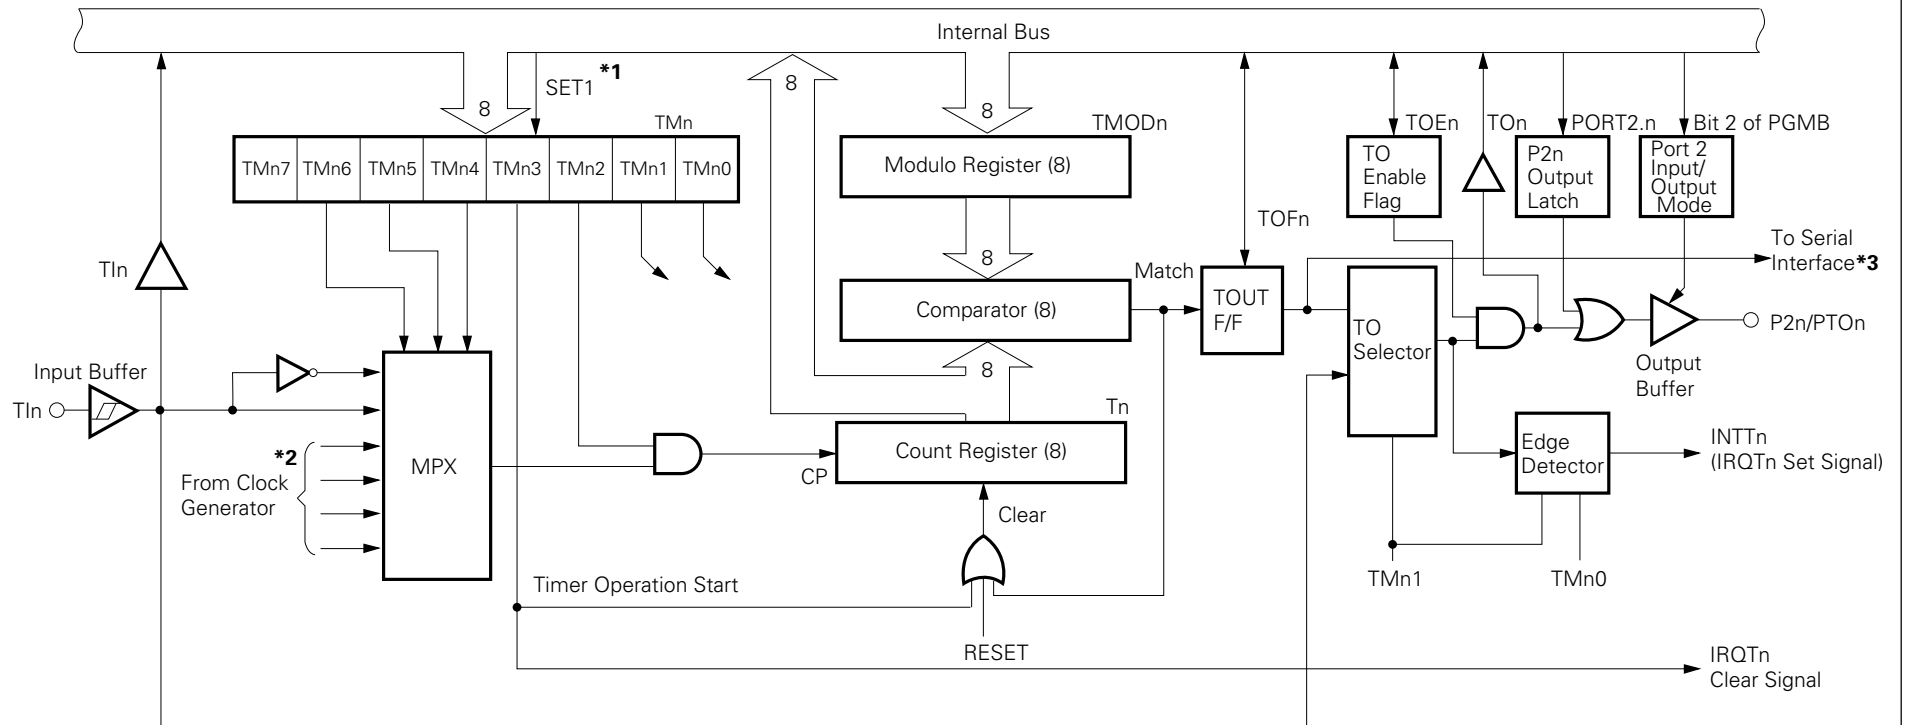 Internal Bus
8
SET1 *1
8
8
TMn
TMn7 TMn6 TMn5 TMn4 TMn3 TMn2 TMn1 TMn0
TMODn
Modulo Register (8)
TOEn
TOn
PORT2.n
Bit 2 of PGMB
TO
Enable
Flag
P2n
Output
Latch
Port 2
Input/
Output
Mode
TOFn
8
TIn
Match
Comparator (8)
TOUT
F/F
TO
Selector
To Serial
Interface*3
P2n/PTOn
Output
Buffer
8
Input Buffer
TIn
*2
From Clock
Generator
MPX
CP
Tn
Count Register (8)
Edge
Detector
INTTn
(IRQTn Set Signal)
Clear
TMn1
TMn0
Timer Operation Start
RESET
IRQTn
Clear Signal